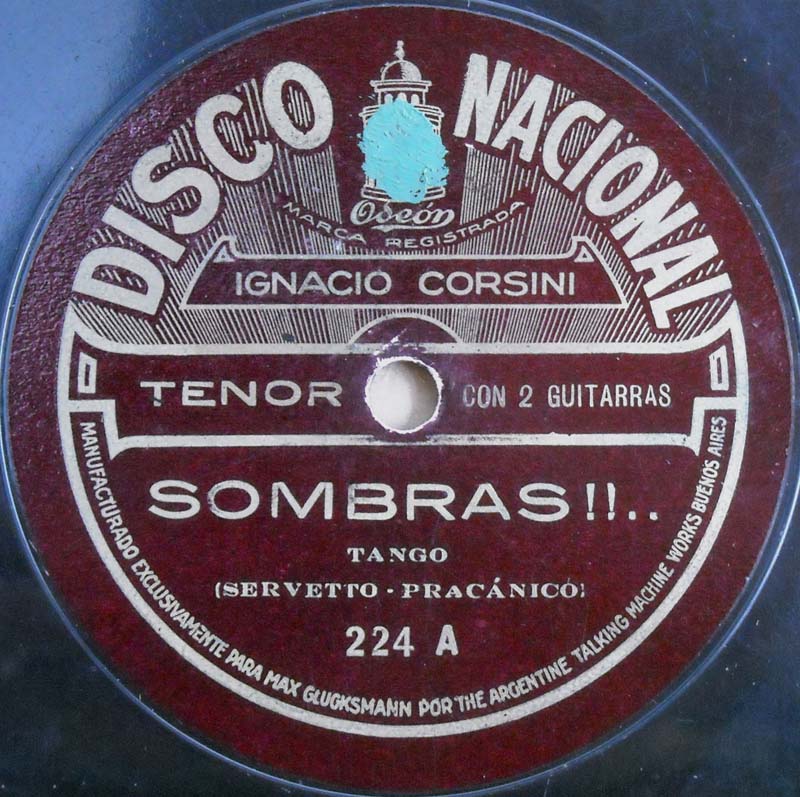 DISCO NACIONAL
Odeón
MARCA REGISTRADA
IGNACIO CORSINI
TENOR CON 2 GUITARRAS
SOMBRAS!!..
TANGO
(SERVETTO · PRACÁNICO)
224 A
MANUFACTURADO EXCLUSIVAMENTE PARA MAX GLUCKSMANN POR THE ARGENTINE TALKING MACHINE WORKS BUENOS AIRES